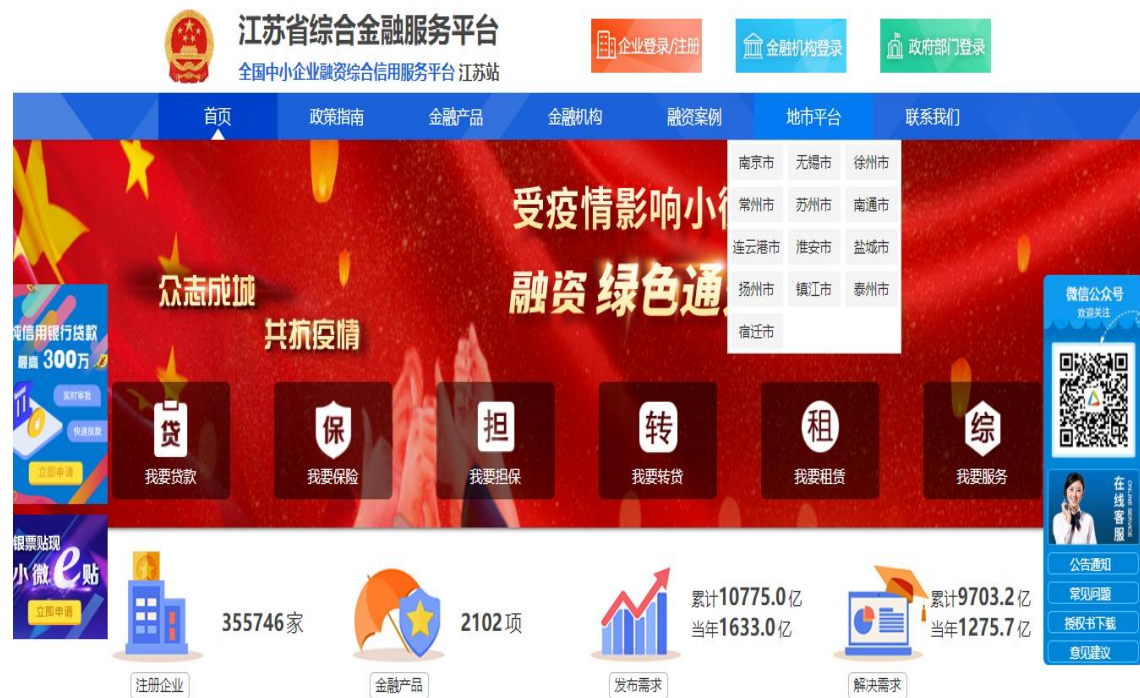 江苏省综合金融服务平台
全国中小企业融资综合信用服务平台 江苏站
企业登录/注册
金融机构登录
政府部门登录
首页 政策指南 金融产品 金融机构 融资案例 地市平台 联系我们
南京市 无锡市 徐州市
常州市 苏州市 南通市
连云港市 淮安市 盐城市
扬州市 镇江市 泰州市
宿迁市
受疫情影响小
融资 绿色通
众志成城
共抗疫情
纯信用银行贷款
最高 300万
实时审批
快速放款
立即申请
银票贴现
小微e贴
立即申请
贷
我要贷款
保
我要保险
担
我要担保
转
我要转贷
租
我要租赁
综
我要服务
微信公众号
欢迎关注
在线客服
ONLINE SERVICE
公告通知
常见问题
授权书下载
意见建议
355746家
注册企业
2102项
金融产品
累计10775.0亿
当年1633.0亿
发布需求
累计9703.2亿
当年1275.7亿
解决需求